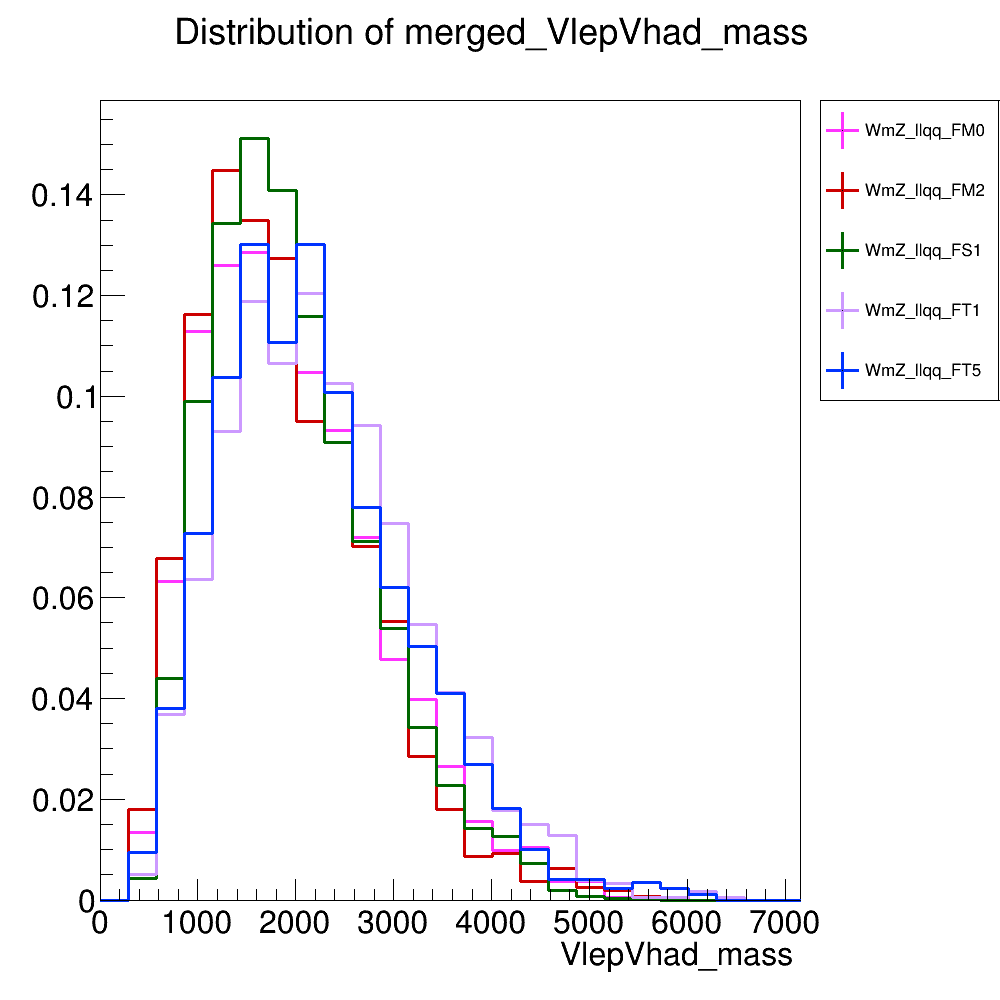 Distribution of merged_VlepVhad_mass
WmZ_llqq_FM0
WmZ_llqq_FM2
WmZ_llqq_FS1
WmZ_llqq_FT1
WmZ_llqq_FT5
0.14
0.12
0.1
0.08
0.06
0.04
0.02
0
0 1000 2000 3000 4000 5000 6000 7000
VlepVhad_mass